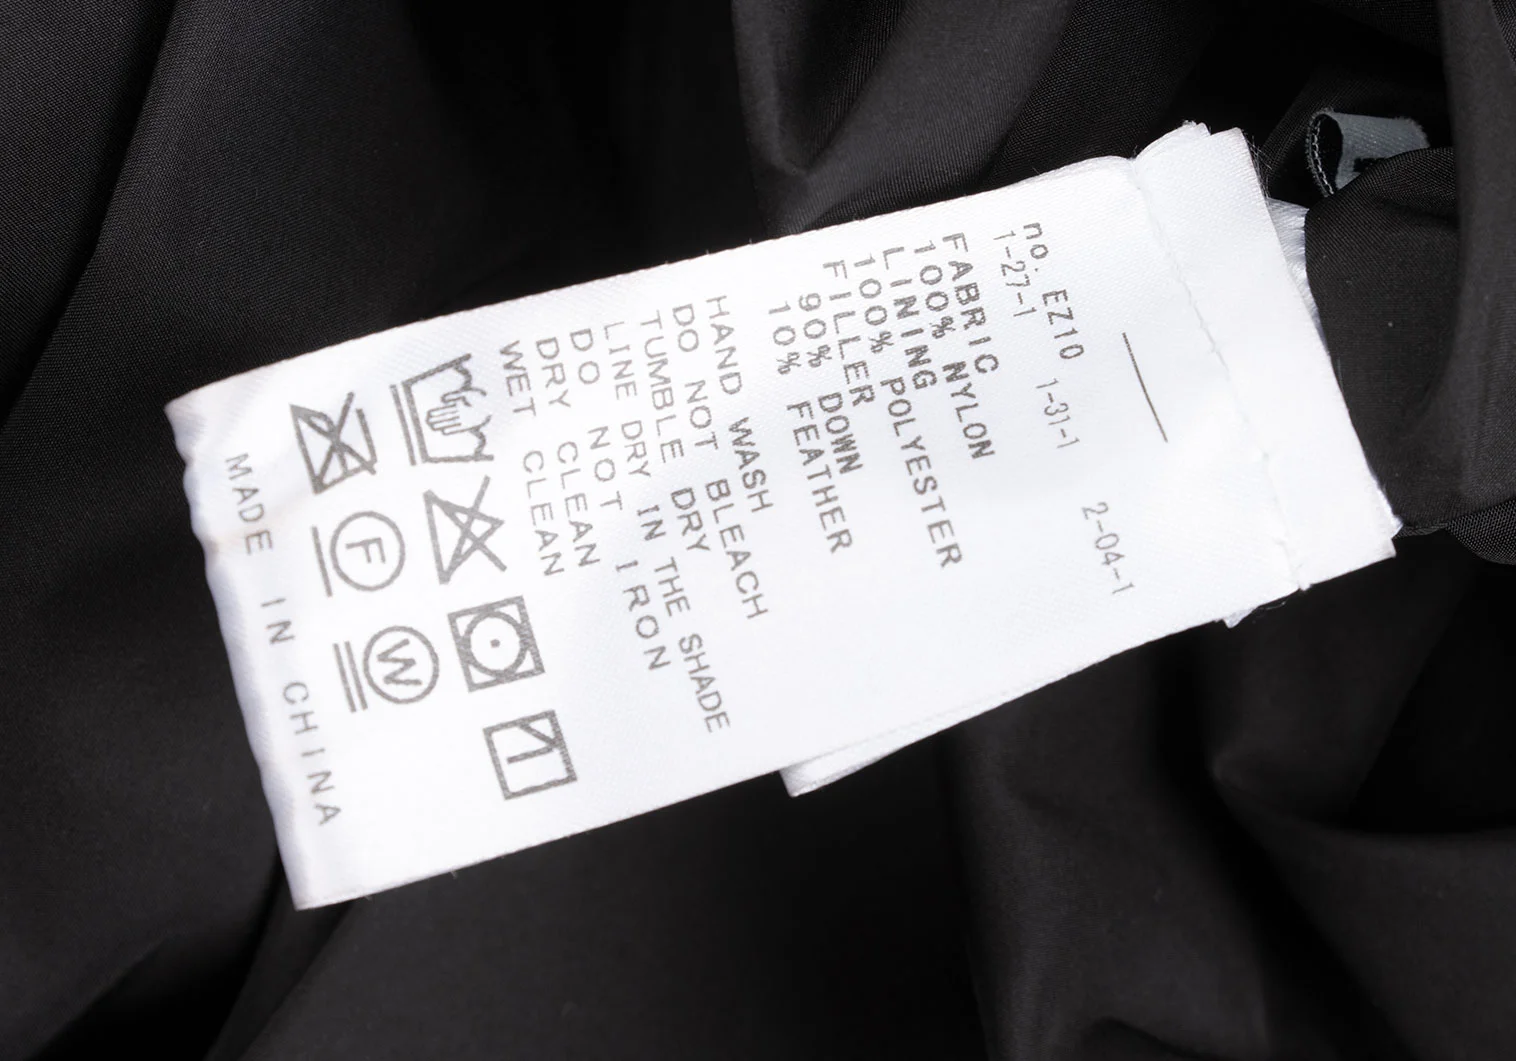 no. EZ10
1-27-1 1-31-1 2-04-1
FABRIC
100% NYLON
LINING
100% POLYESTER
FILLER
90% DOWN
10% FEATHER
HAND WASH
DO NOT BLEACH
TUMBLE DRY
LINE DRY IN THE SHADE
DO NOT IRON
DRY CLEAN
WET CLEAN
F
W
MADE IN CHINA